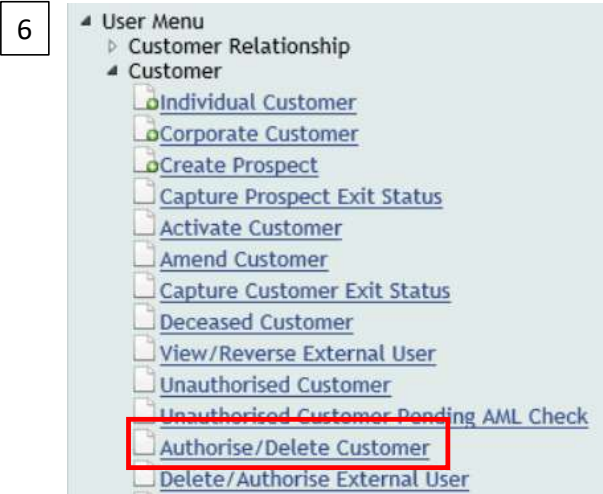 6
User Menu
Customer Relationship
Customer
Individual Customer
Corporate Customer
Create Prospect
Capture Prospect Exit Status
Activate Customer
Amend Customer
Capture Customer Exit Status
Deceased Customer
View/Reverse External User
Unauthorised Customer
Unauthorised Customer Pending AML Check
Authorise/Delete Customer
Delete/Authorise External User